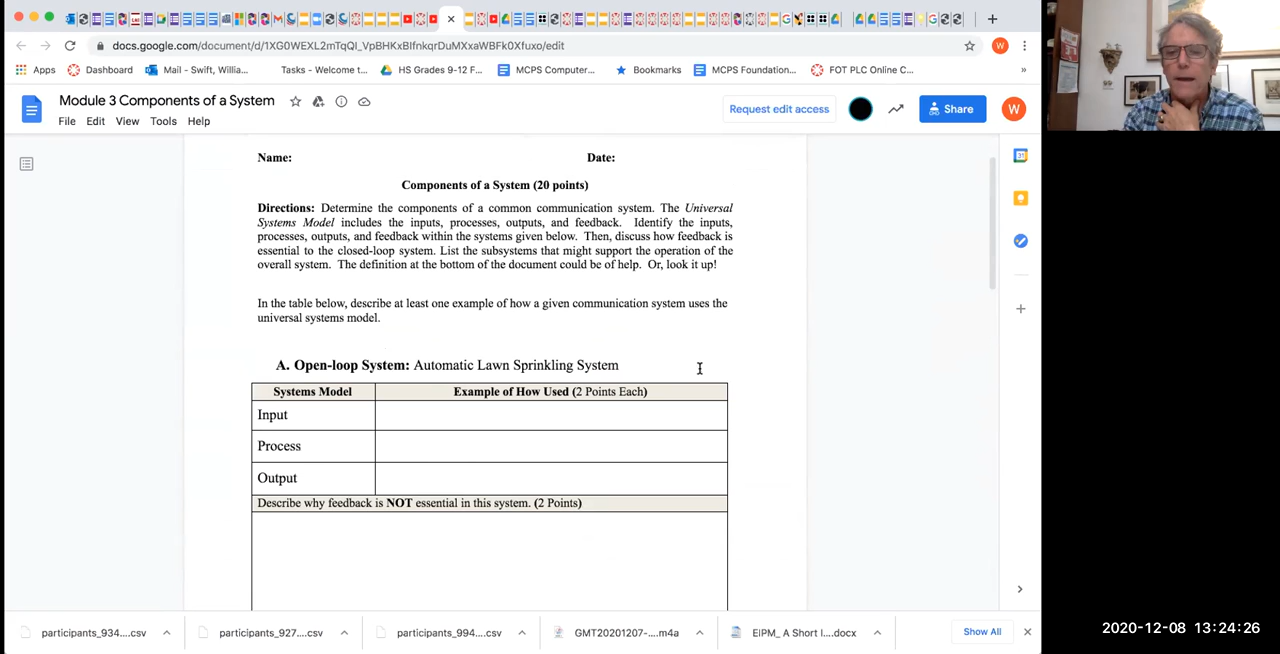 docs.google.com/document/d/1XG0WEXL2mTqQI_VpBHKxBIfnkqrDuMXxaWBFk0Xfuxo/edit
W
Apps Dashboard Mail - Swift, Willia... Tasks - Welcome t... HS Grades 9-12 F... MCPS Computer... Bookmarks MCPS Foundation... FOT PLC Online C... »
Module 3 Components of a System
File Edit View Tools Help
Request edit access
Share
W
Name: Date:
Components of a System (20 points)
Directions: Determine the components of a common communication system. The Universal
Systems Model includes the inputs, processes, outputs, and feedback. Identify the inputs,
processes, outputs, and feedback within the systems given below. Then, discuss how feedback is
essential to the closed-loop system. List the subsystems that might support the operation of the
overall system. The definition at the bottom of the document could be of help. Or, look it up!
In the table below, describe at least one example of how a given communication system uses the
universal systems model.
A. Open-loop System: Automatic Lawn Sprinkling System
Systems Model Example of How Used (2 Points Each)
Input
Process
Output
Describe why feedback is NOT essential in this system. (2 Points)
participants_934....csv participants_927....csv participants_994....csv GMT20201207-....m4a EIPM_ A Short I....docx Show All
2020-12-08 13:24:26